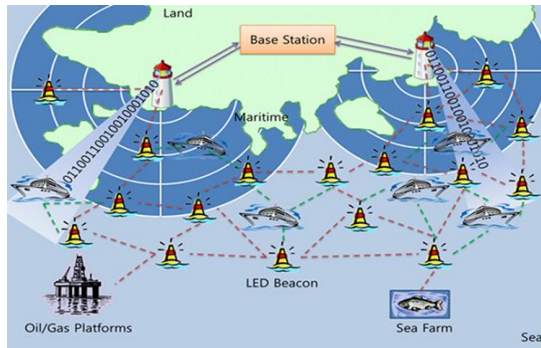 Land
Base Station
Maritime
LED Beacon
Oil/Gas Platforms
Sea Farm
Sea